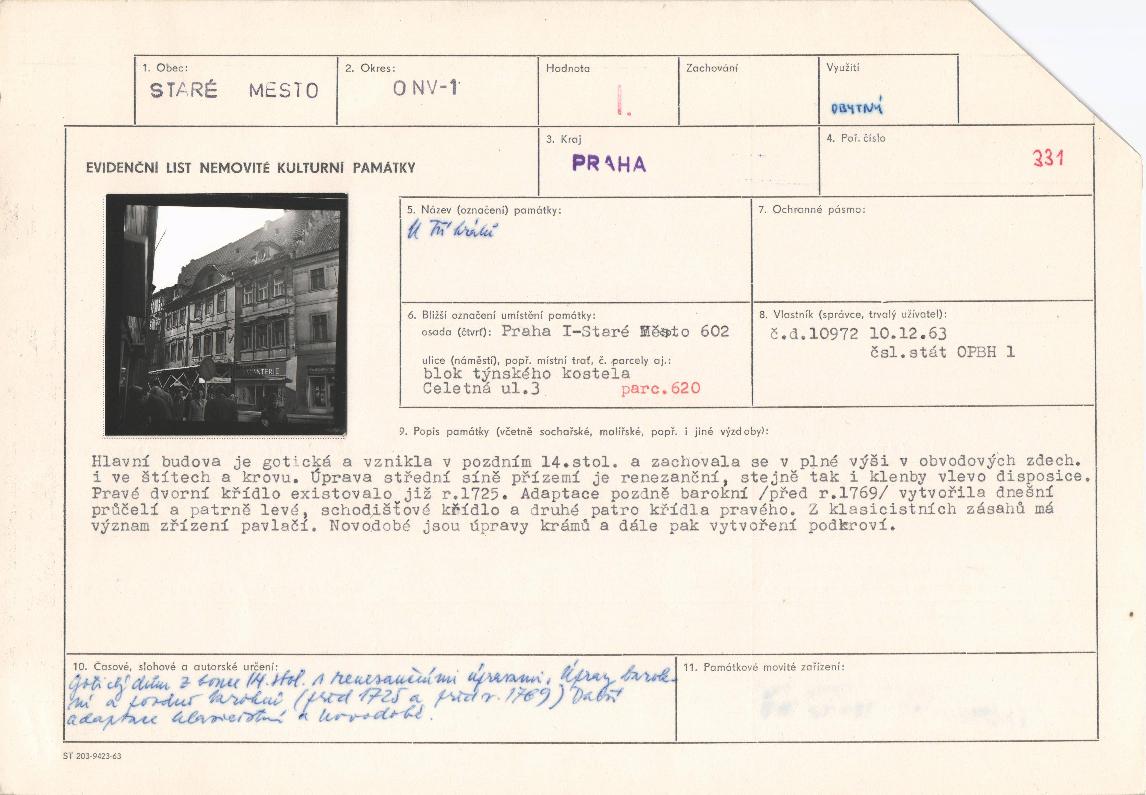 1. Obec:
STARÉ MESTO
2. Okres:
ONV-1
Hodnota
I.
Zachování
Využití
OBYTNÝ
EVIDENČNÍ LIST NEMOVITÉ KULTURNÍ PAMÁTKY
3. Kraj
PRAHA
4. Poř. číslo
331
5. Název (označení) památky:
U Tří králů
7. Ochranné pásmo:
6. Bližší označení umístění památky:
osada (čtvrť): Praha I-Staré Město 602
ulice (náměstí), popř. místní trať, č. parcely aj.:
blok týnského kostela
Celetná ul.3 parc.620
8. Vlastník (správce, trvalý uživatel):
č.d.10972 10.12.63
čsl.stát OPBH 1
9. Popis památky (včetně sochařské, malířské, popř. i jiné výzdoby):
Hlavní budova je gotická a vznikla v pozdním 14.stol. a zachovala se v plné výši v obvodových zdech.
i ve štítech a krovu. Úprava střední síně přízemí je renezanční, stejně tak i klenby vlevo disposice.
Pravé dvorní křídlo existovalo již r.1725. Adaptace pozdně barokní /před r.1769/ vytvořila dnešní
průčelí a patrně levé, schodišťové křídlo a druhé patro křídla pravého. Z klasicistních zásahů má
význam zřízení pavlačí. Novodobé jsou úpravy krámů a dále pak vytvoření podkroví.
10. Časové, slohové a autorské určení:
Gotický dům z konce 14. stol. s renesančními úpravami. Úpravy barok-
ní a pozdně barokní (před 1725 a před r. 1769) Další
adaptace klasicistní a novodobé.
11. Památkové movité zařízení:
ST 203-9423-63